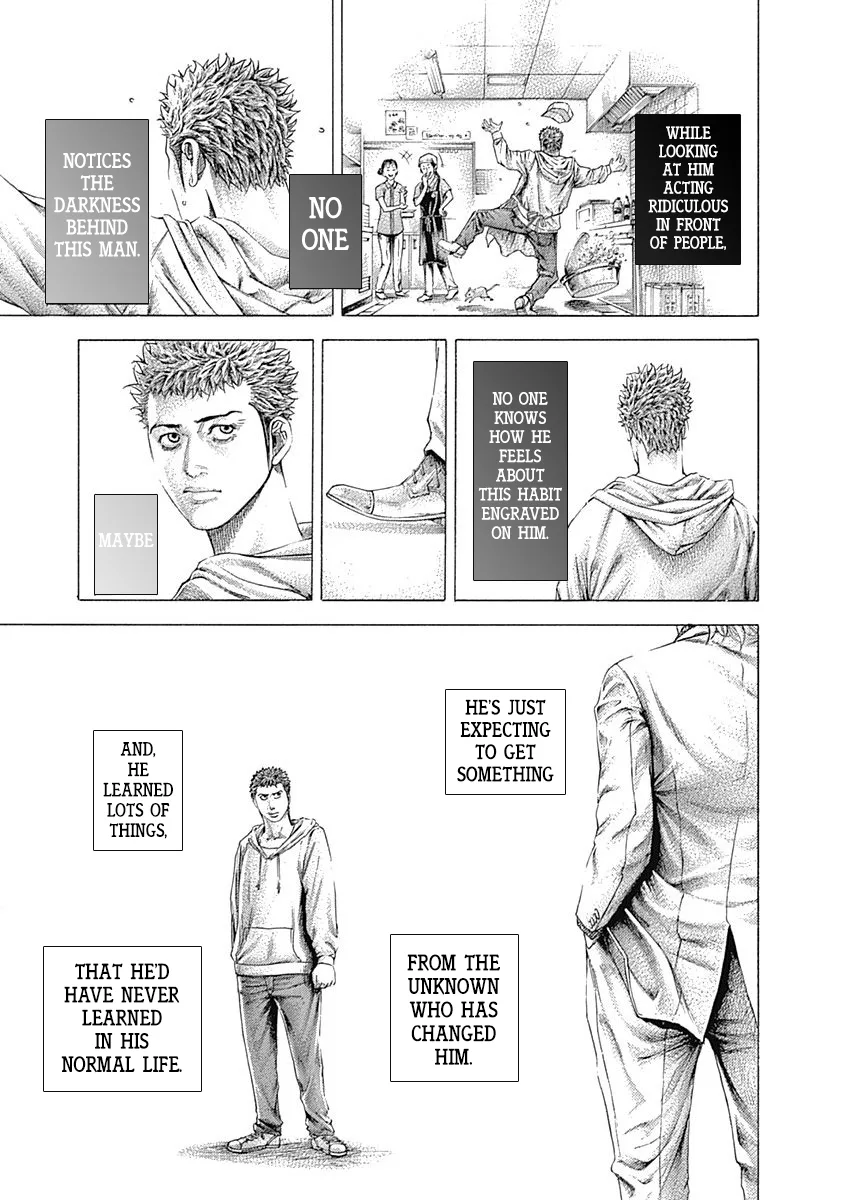 WHILE
LOOKING
AT HIM
ACTING
RIDICULOUS
IN FRONT
OF PEOPLE,
NO
ONE
NOTICES
THE
DARKNESS
BEHIND
THIS MAN.
NO ONE
KNOWS
HOW HE
FEELS
ABOUT
THIS HABIT
ENGRAVED
ON HIM.
MAYBE
HE'S JUST
EXPECTING
TO GET
SOMETHING
FROM THE
UNKNOWN
WHO HAS
CHANGED
HIM.
AND,
HE
LEARNED
LOTS OF
THINGS,
THAT HE'D
HAVE NEVER
LEARNED
IN HIS
NORMAL LIFE.